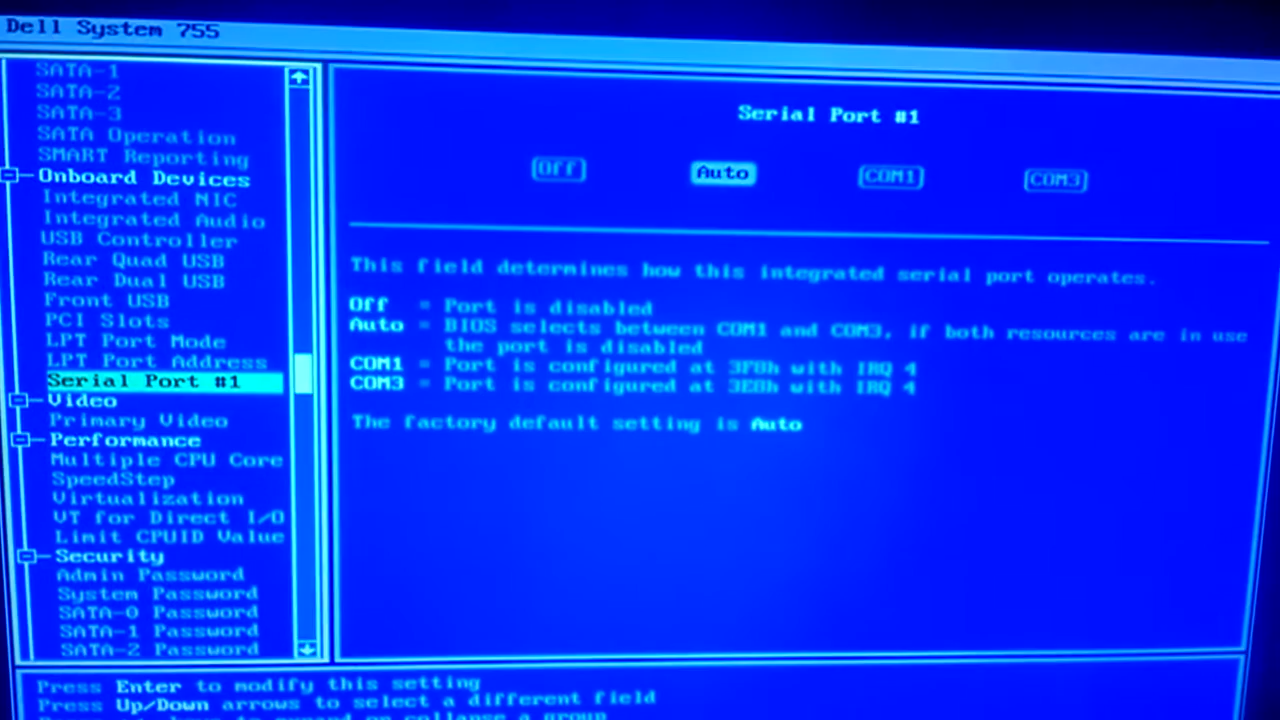 Dell System 755
SATA-1
SATA-2
SATA-3
SATA Operation
SMART Reporting
Onboard Devices
Integrated NIC
Integrated Audio
USB Controller
Rear Quad USB
Rear Dual USB
Front USB
PCI Slots
LPT Port Mode
LPT Port Address
Serial Port #1
Video
Primary Video
Performance
Multiple CPU Core
SpeedStep
Virtualization
VT for Direct I/O
Limit CPUID Value
Security
Admin Password
System Password
SATA-0 Password
SATA-1 Password
SATA-2 Password
Serial Port #1
Off Auto COM1 COM3
This field determines how this integrated serial port operates.
Off = Port is disabled
Auto = BIOS selects between COM1 and COM3, if both resources are in use
the port is disabled
COM1 = Port is configured at 3F8h with IRQ 4
COM3 = Port is configured at 3E8h with IRQ 4
The factory default setting is Auto
Press Enter to modify this setting
Press Up/Down arrows to select a different field
to expand or collapse a group